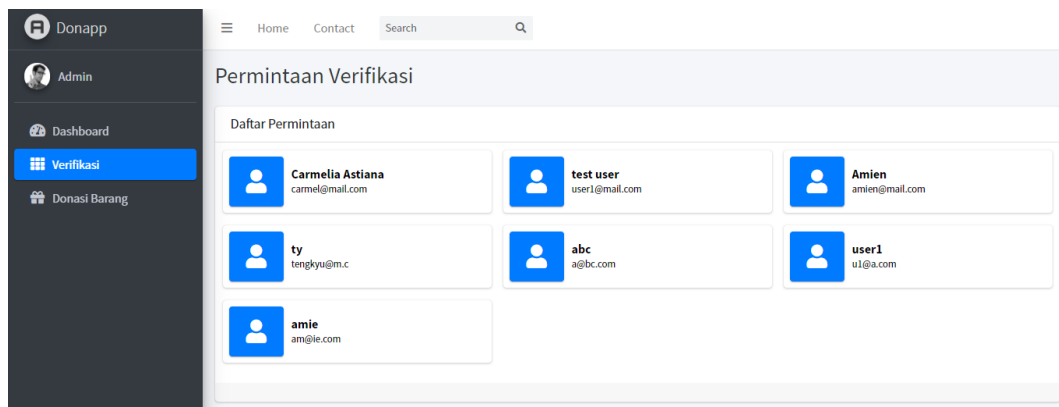 Donapp
Home Contact Search
Admin
Permintaan Verifikasi
Dashboard
Verifikasi
Donasi Barang
Daftar Permintaan
Carmelia Astiana
carmel@mail.com
test user
user1@mail.com
Amien
amien@mail.com
ty
tengkyu@m.c
abc
a@bc.com
user1
u1@a.com
amie
am@ie.com